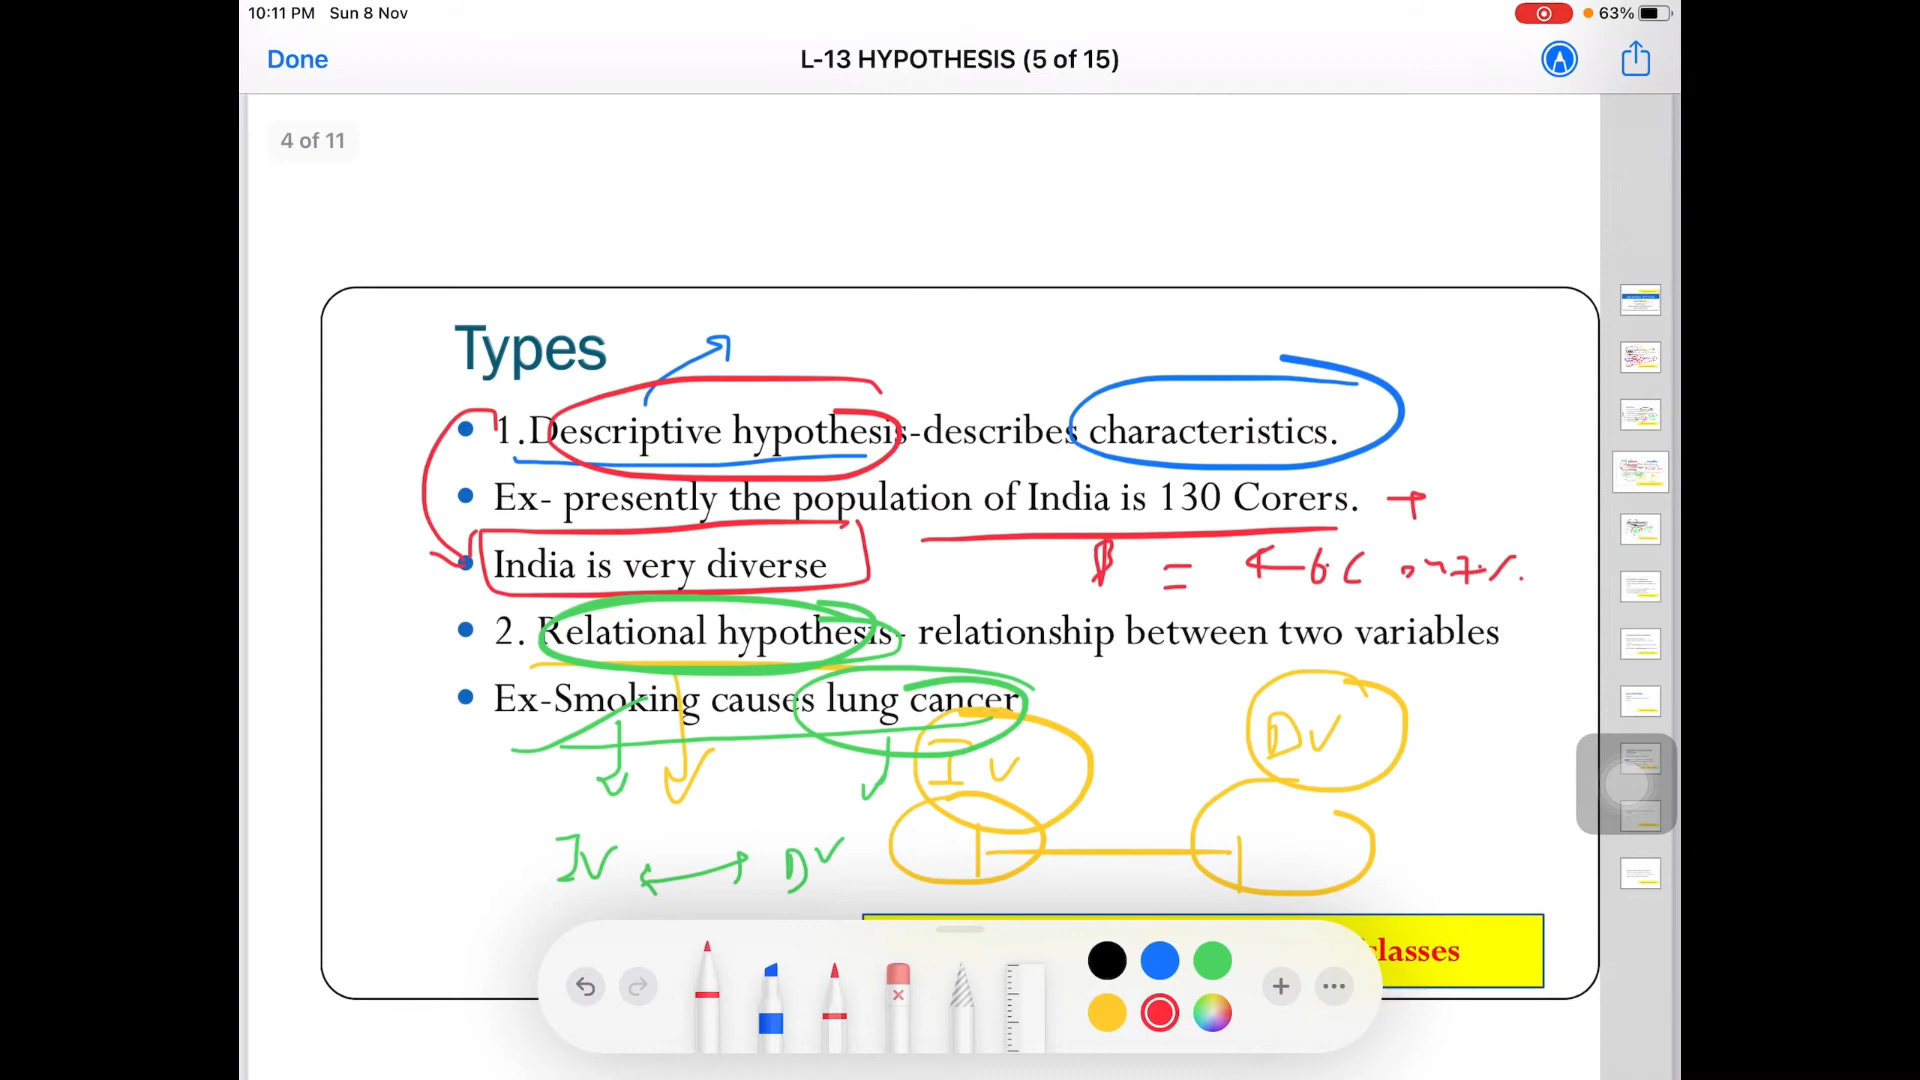 10:11 PM Sun 8 Nov
63%
Done
L-13 HYPOTHESIS (5 of 15)
4 of 11
Types
1.Descriptive hypothesis-describes characteristics.
Ex- presently the population of India is 130 Corers.
India is very diverse
2. Relational hypothesis- relationship between two variables
Ex-Smoking causes lung cancer
IV DV
IV DV
classes